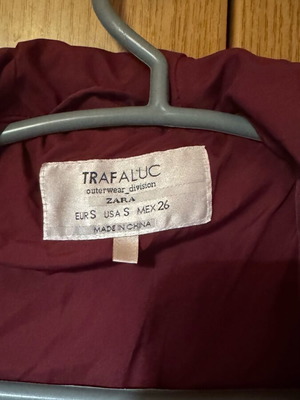 TRAFALUC
outerwear_division
ZARA
EUR S USA S MEX 26
MADE IN CHINA